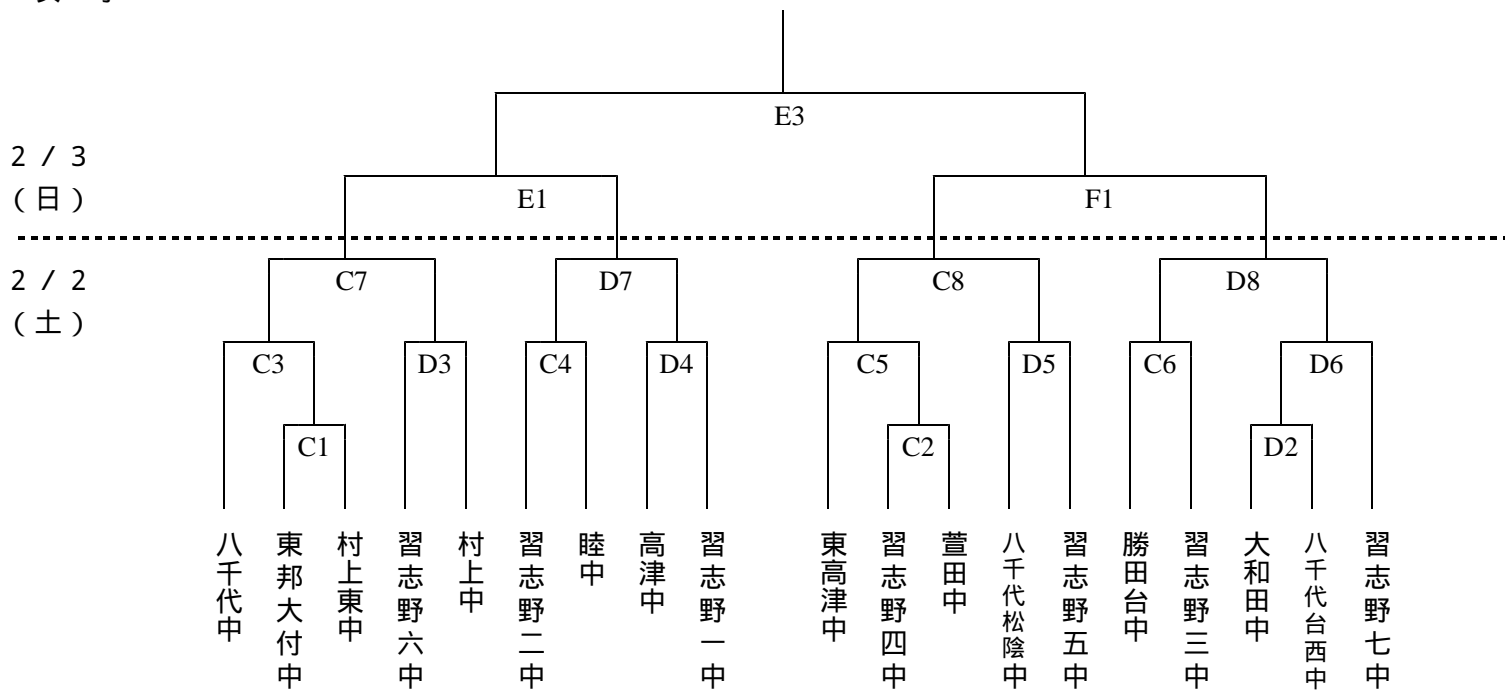 E3
2 / 3
(日)
E1
F1
2 / 2
(土)
C7
D7
C8
D8
C3
D3
C4
D4
C5
D5
C6
D6
C1
C2
D2
八千代中
東邦大付中
村上東中
習志野六中
村上中
習志野二中
睦中
高津中
習志野一中
東高津中
習志野四中
萱田中
八千代松陰中
習志野五中
勝田台中
習志野三中
大和田中
八千代台西中
習志野七中